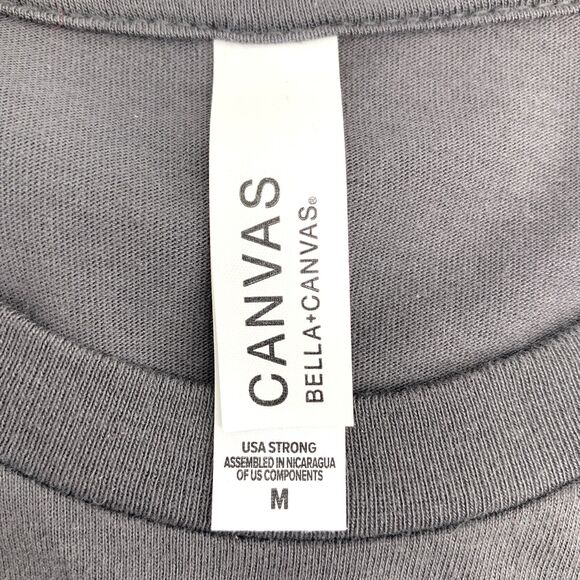 CANVAS
BELLA+CANVAS®
USA STRONG
ASSEMBLED IN NICARAGUA
OF US COMPONENTS
M